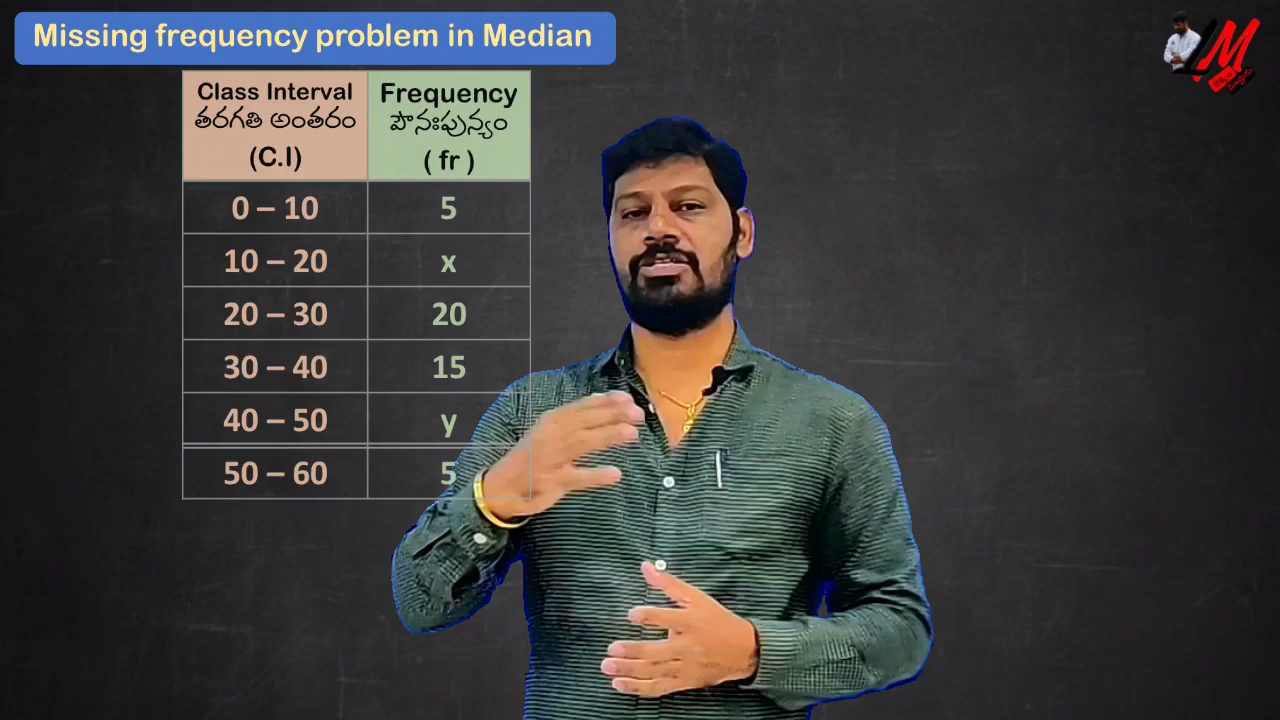 Missing frequency problem in Median
Class Interval
తరగతి అంతరం
(C.I)
Frequency
పౌనఃపున్యం
( fr )
0 – 10 5
10 – 20 x
20 – 30 20
30 – 40 15
40 – 50 y
50 – 60 5
LM